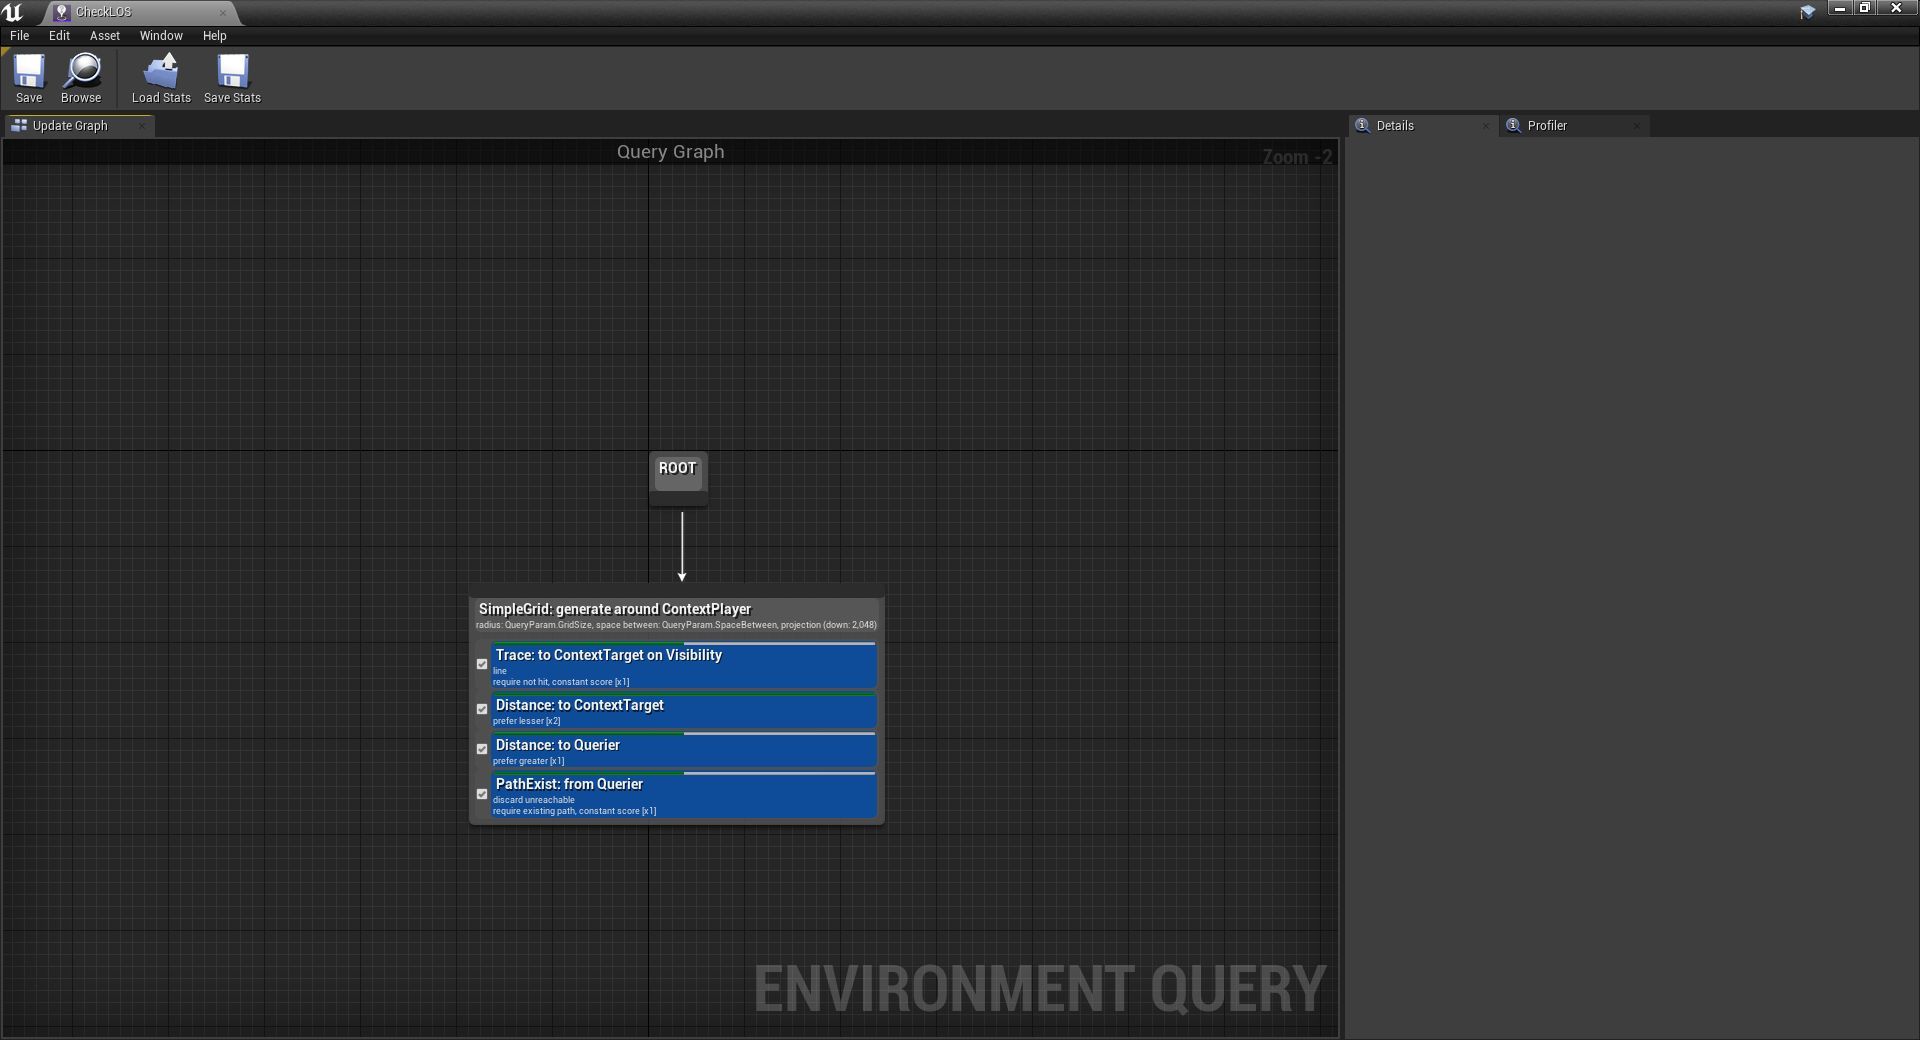 CheckLOS
File Edit Asset Window Help
Save Browse Load Stats Save Stats
Update Graph
Details
Profiler
Query Graph
Zoom -2
ROOT
SimpleGrid: generate around ContextPlayer
radius: QueryParam.GridSize, space between: QueryParam.SpaceBetween, projection (down: 2,048)
Trace: to ContextTarget on Visibility
line
require not hit, constant score [x1]
Distance: to ContextTarget
prefer lesser [x2]
Distance: to Querier
prefer greater [x1]
PathExist: from Querier
discard unreachable
require existing path, constant score [x1]
ENVIRONMENT QUERY